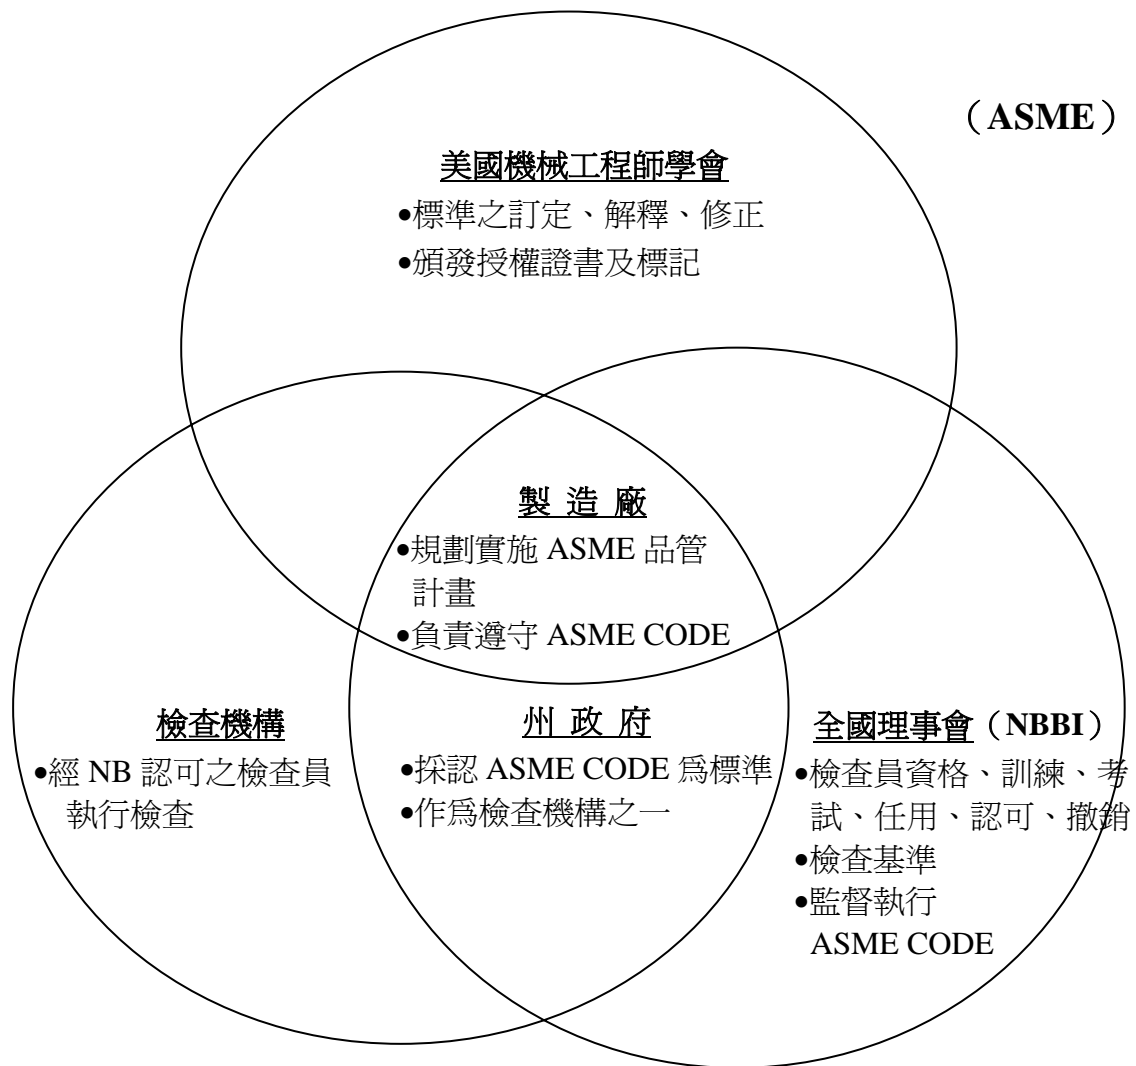 （ASME）
美國機械工程師學會
•標準之訂定、解釋、修正
•頒發授權證書及標記
製 造 廠
•規劃實施 ASME 品管
計畫
•負責遵守 ASME CODE
檢查機構
•經 NB 認可之檢查員
執行檢查
州 政 府
•採認 ASME CODE 爲標準
•作爲檢查機構之一
全國理事會（NBBI）
•檢查員資格、訓練、考
試、任用、認可、撤銷
•檢查基準
•監督執行
ASME CODE